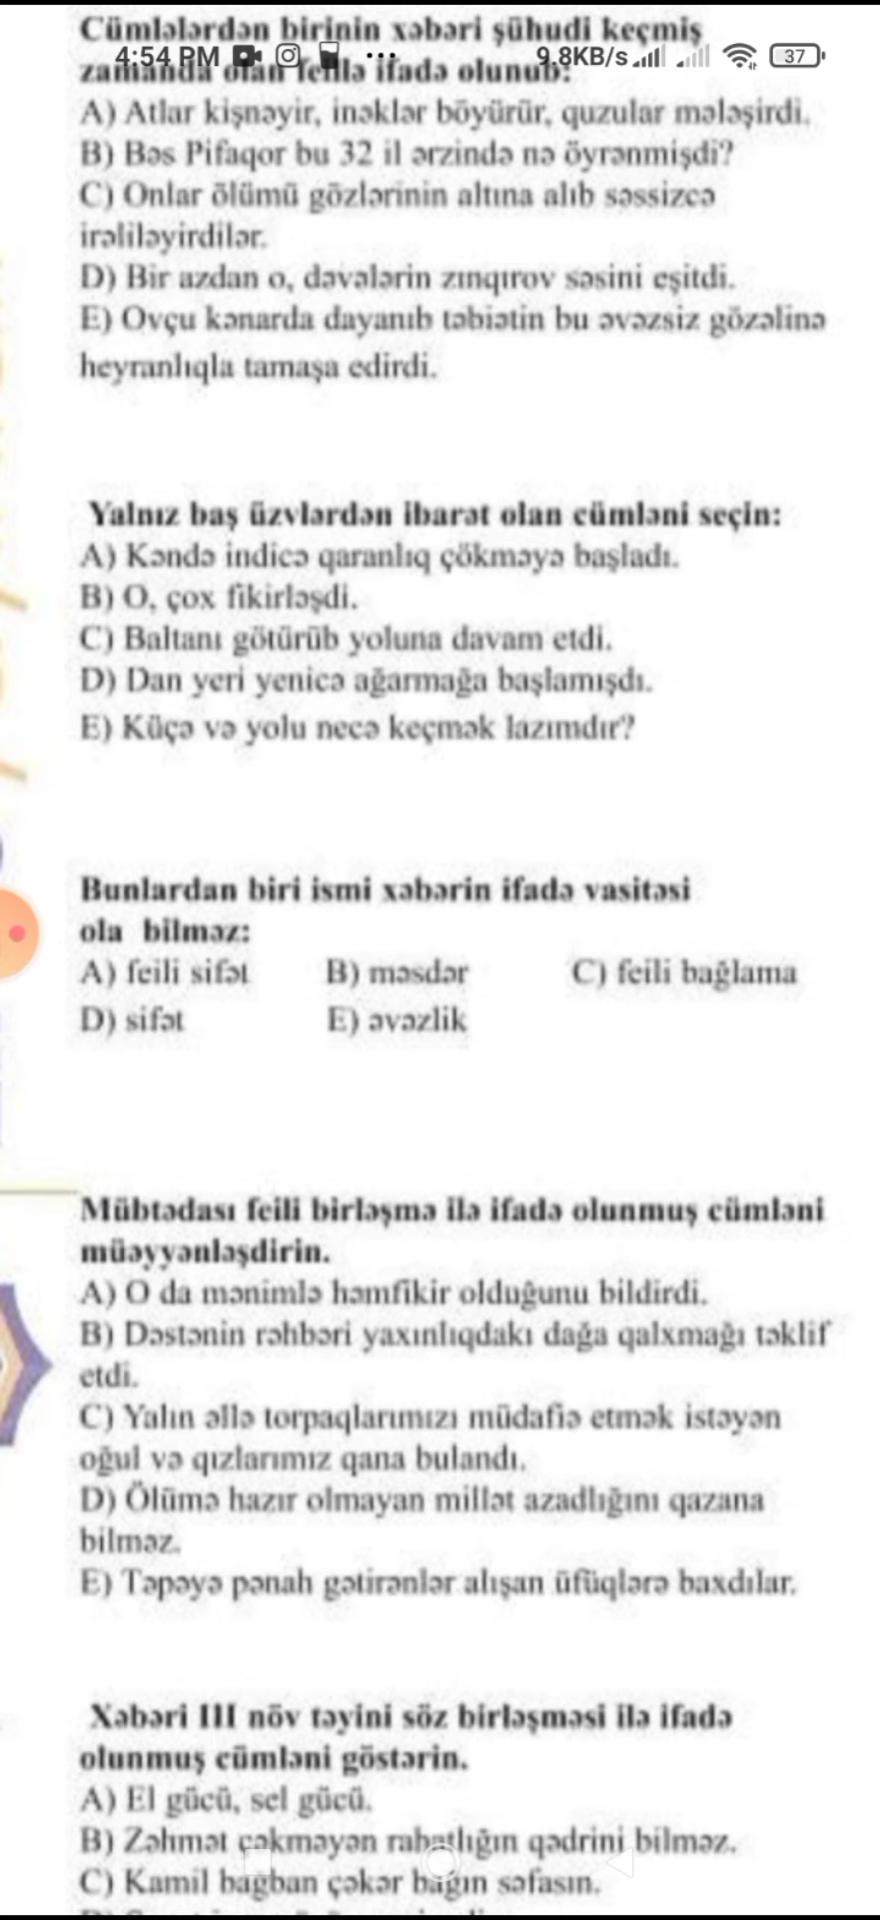 Cümlələrdən birinin xəbəri şühudi keçmiş
4:54 PM 9.8KB/s 37
zamanda olan feillə ifadə olunub:
A) Atlar kişnəyir, inəklər böyürür, quzular mələşirdi.
B) Bəs Pifaqor bu 32 il ərzində nə öyrənmişdi?
C) Onlar ölümü gözlərinin altına alıb səssizcə
irəliləyirdilər.
D) Bir azdan o, dəvələrin zınqırov səsini eşitdi.
E) Ovçu kənarda dayanıb təbiətin bu əvəzsiz gözəlinə
heyranlıqla tamaşa edirdi.
Yalnız baş üzvlərdən ibarət olan cümləni seçin:
A) Kəndə indicə qaranlıq çökməyə başladı.
B) O, çox fikirləşdi.
C) Baltanı götürüb yoluna davam etdi.
D) Dan yeri yenicə ağarmağa başlamışdı.
E) Küçə və yolu necə keçmək lazımdır?
Bunlardan biri ismi xəbərin ifadə vasitəsi
ola bilməz:
A) feili sifət B) məsdər C) feili bağlama
D) sifət E) əvəzlik
Mübtədası feili birləşmə ilə ifadə olunmuş cümləni
müəyyənləşdirin.
A) O da mənimlə həmfikir olduğunu bildirdi.
B) Dəstənin rəhbəri yaxınlıqdakı dağa qalxmağı təklif
etdi.
C) Yalın əllə torpaqlarımızı müdafiə etmək istəyən
oğul və qızlarımız qana bulandı.
D) Ölümə hazır olmayan millət azadlığını qazana
bilməz.
E) Təpəyə pənah gətirənlər alışan üfüqlərə baxdılar.
Xəbəri III növ təyini söz birləşməsi ilə ifadə
olunmuş cümləni göstərin.
A) El gücü, sel gücü.
B) Zəhmət çəkməyən rahatlığın qədrini bilməz.
C) Kamil bağban çəkər bağın səfasın.